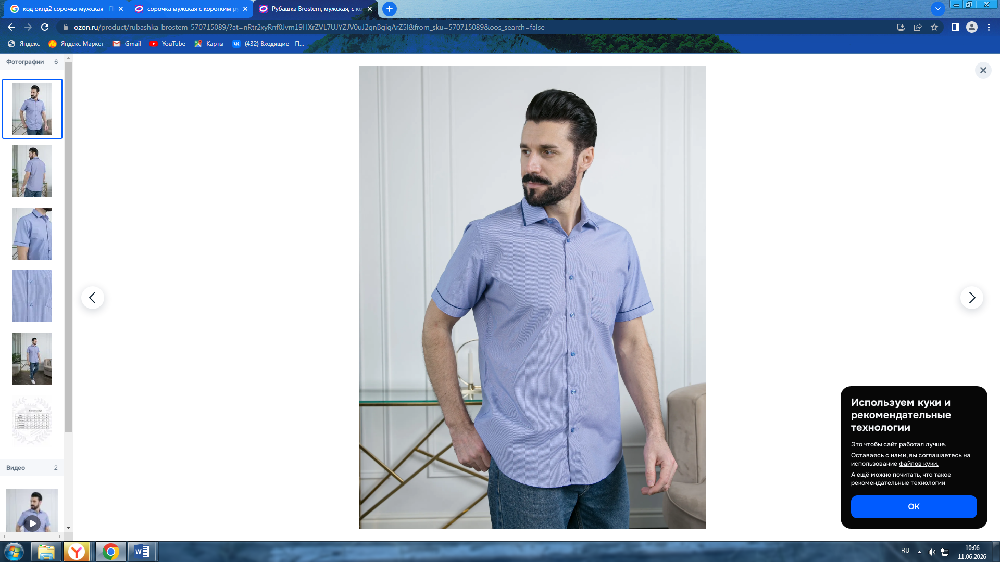 код окпд2 сорочка мужская - П
сорочка мужская с коротким ру
Рубашка Brostem, мужская, с ко
ozon.ru/product/rubashka-brostem-570715089/?at=nRtr2xyRnf0Jvm19HXrZVL7UJYZJV0uJ2qnBgigArZ5l&from_sku=570715089&oos_search=false
Яндекс
Яндекс Маркет
Gmail
YouTube
Карты
(432) Входящие - П...
Фотографии 6
Видео 2
Используем куки и
рекомендательные
технологии
Это чтобы сайт работал лучше.
Оставаясь с нами, вы соглашаетесь на
использование файлов куки.
А ещё можно почитать, что такое
рекомендательные технологии
ОК
RU
10:06
11.06.2026